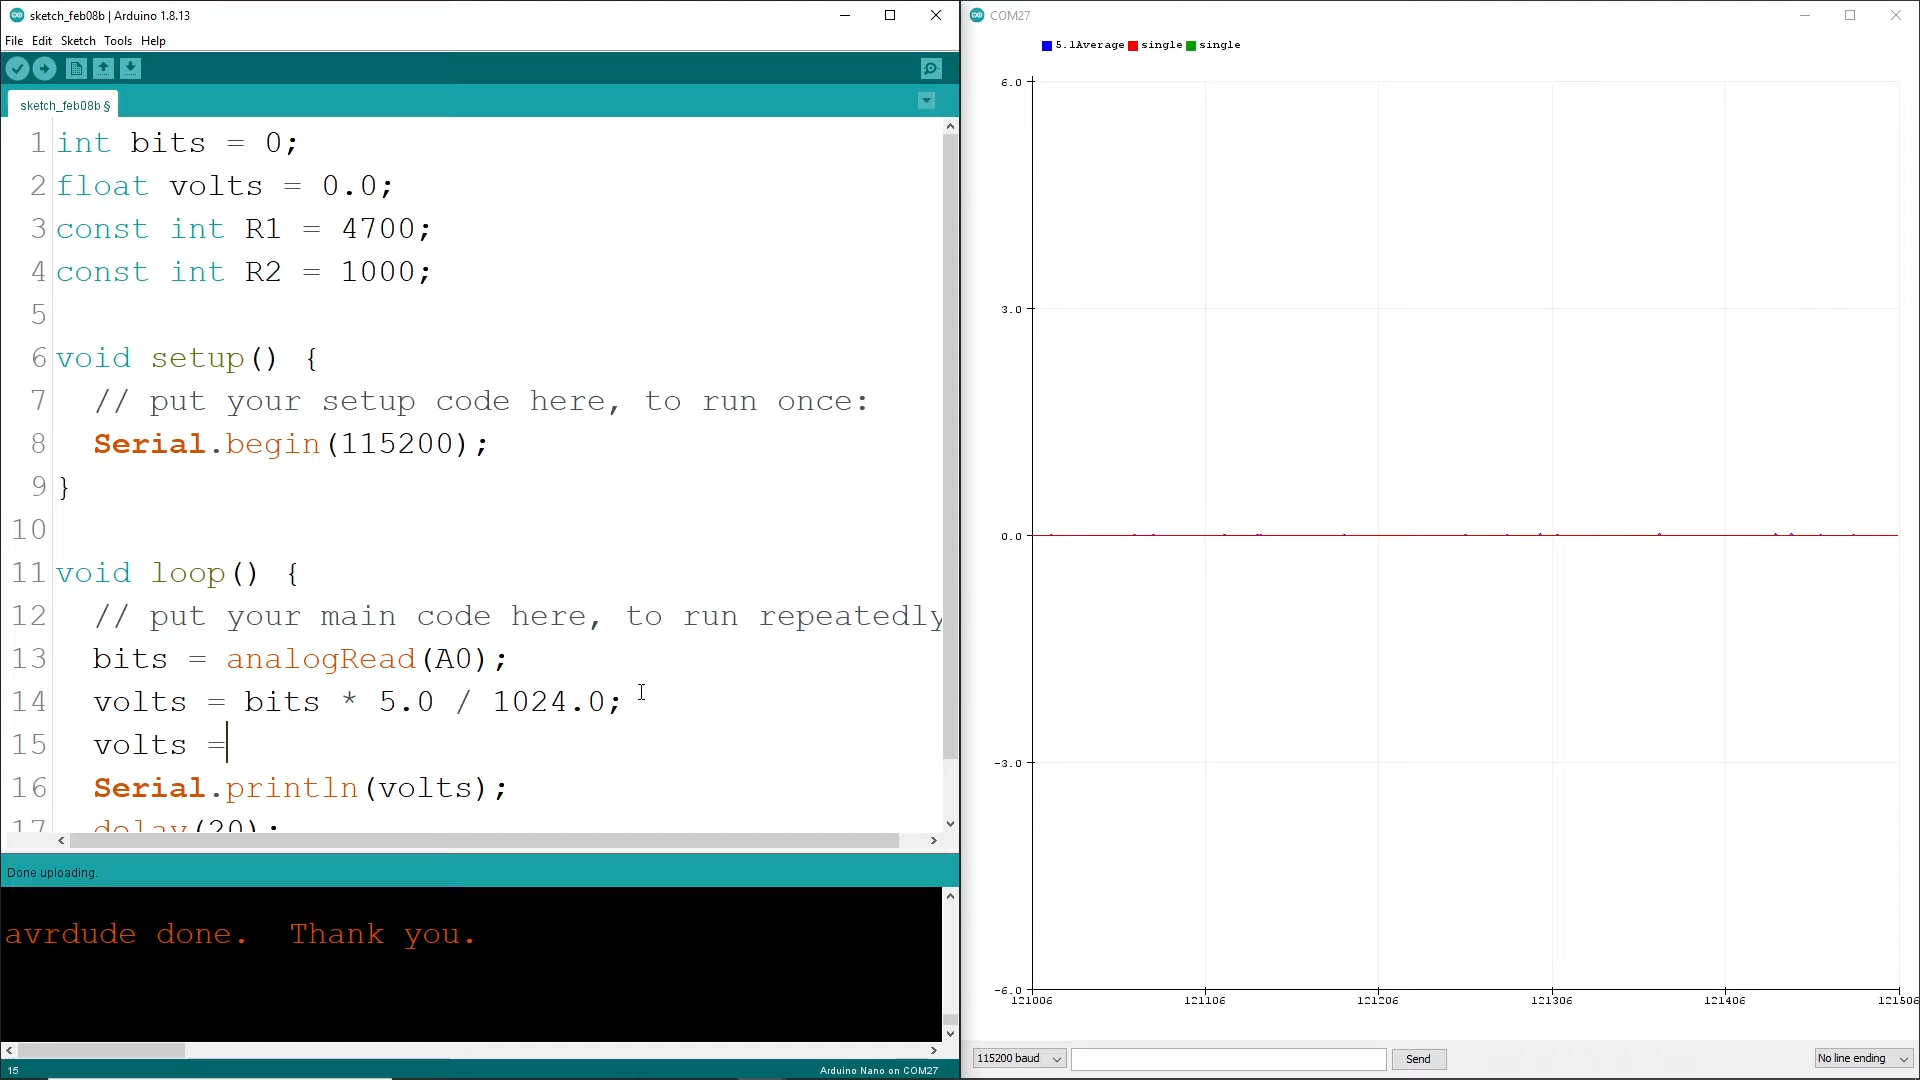 sketch_feb08b | Arduino 1.8.13
File Edit Sketch Tools Help
sketch_feb08b §
1 int bits = 0;
2 float volts = 0.0;
3 const int R1 = 4700;
4 const int R2 = 1000;
5
6 void setup() {
7 // put your setup code here, to run once:
8 Serial.begin(115200);
9 }
10
11 void loop() {
12 // put your main code here, to run repeatedly
13 bits = analogRead(A0);
14 volts = bits * 5.0 / 1024.0;
15 volts =
16 Serial.println(volts);
17 delay(20);
Done uploading.
avrdude done. Thank you.
15
Arduino Nano on COM27
COM27
5.1Average single single
6.0
3.0
0.0
-3.0
-6.0
121006 121106 121206 121306 121406 121506
115200 baud Send No line ending